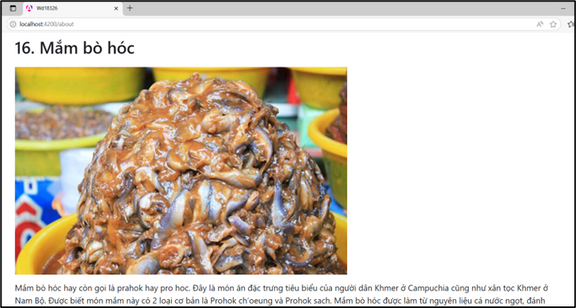 Wd18326
localhost:4200/about
16. Mắm bò hóc
Mắm bò hóc hay còn gọi là prahok hay pro hoc. Đây là món ăn đặc trưng tiêu biểu của người dân Khmer ở Campuchia cũng như xắn tọc Khmer ở
Nam Bộ. Được biết món mắm này có 2 loại cơ bản là Prohok ch'oeung và Prohok sach. Mắm bò hóc được làm từ nguyên liệu cá nước ngọt, đánh